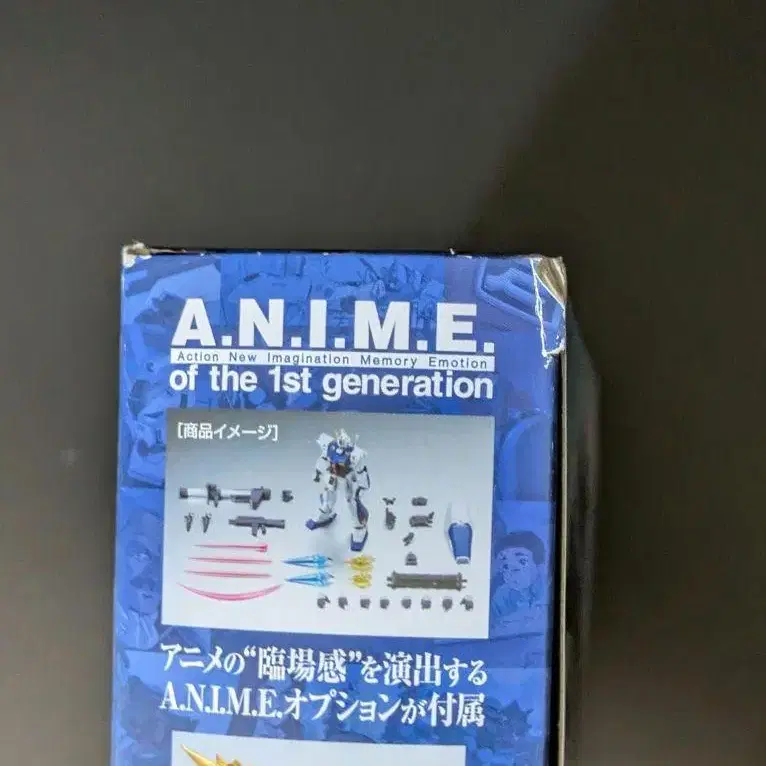 A.N.I.M.E.
Action New Imagination Memory Emotion
of the 1st generation
[商品イメージ]
アニメの“臨場感”を演出する
A.N.I.M.E.オプションが付属